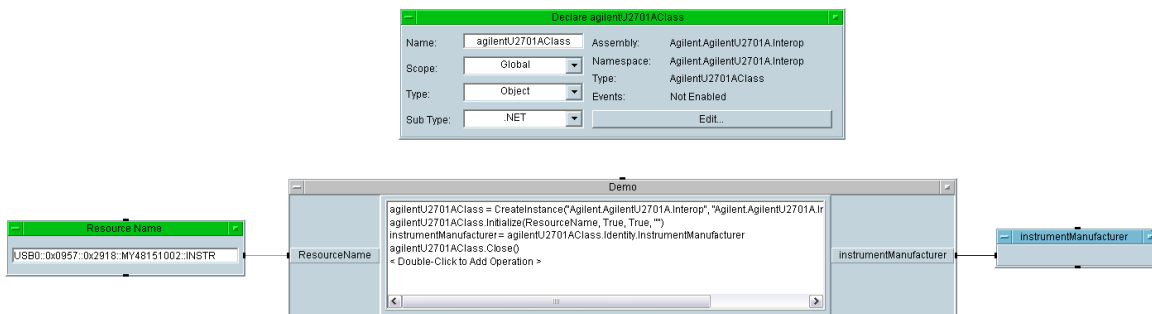 Declare agilentU2701AClass
Name: agilentU2701AClass Assembly: Agilent.AgilentU2701A.Interop
Scope: Global Namespace: Agilent.AgilentU2701A.Interop
Type: Object Type: AgilentU2701AClass
Events: Not Enabled
Sub Type: .NET Edit...
Demo
agilentU2701AClass = CreateInstance("Agilent.AgilentU2701A.Interop", "Agilent.AgilentU2701A.Ir
agilentU2701AClass.Initialize(ResourceName, True, True, "")
instrumentManufacturer = agilentU2701AClass.Identity.InstrumentManufacturer
agilentU2701AClass.Close()
< Double-Click to Add Operation >
Resource Name
USB0::0x0957::0x2918::MY48151002::INSTR
ResourceName
instrumentManufacturer
instrumentManufacturer